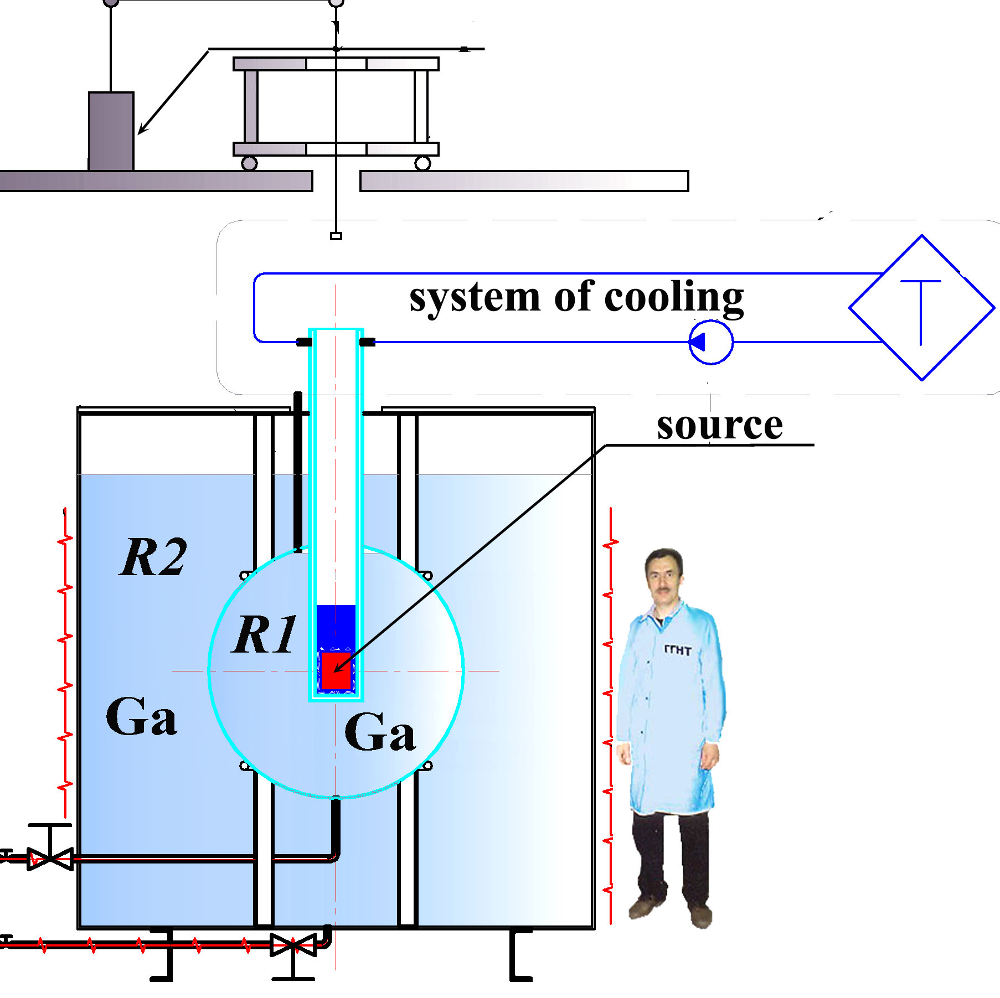 system of cooling
T
source
R2
R1
ГГНТ
Ga
Ga